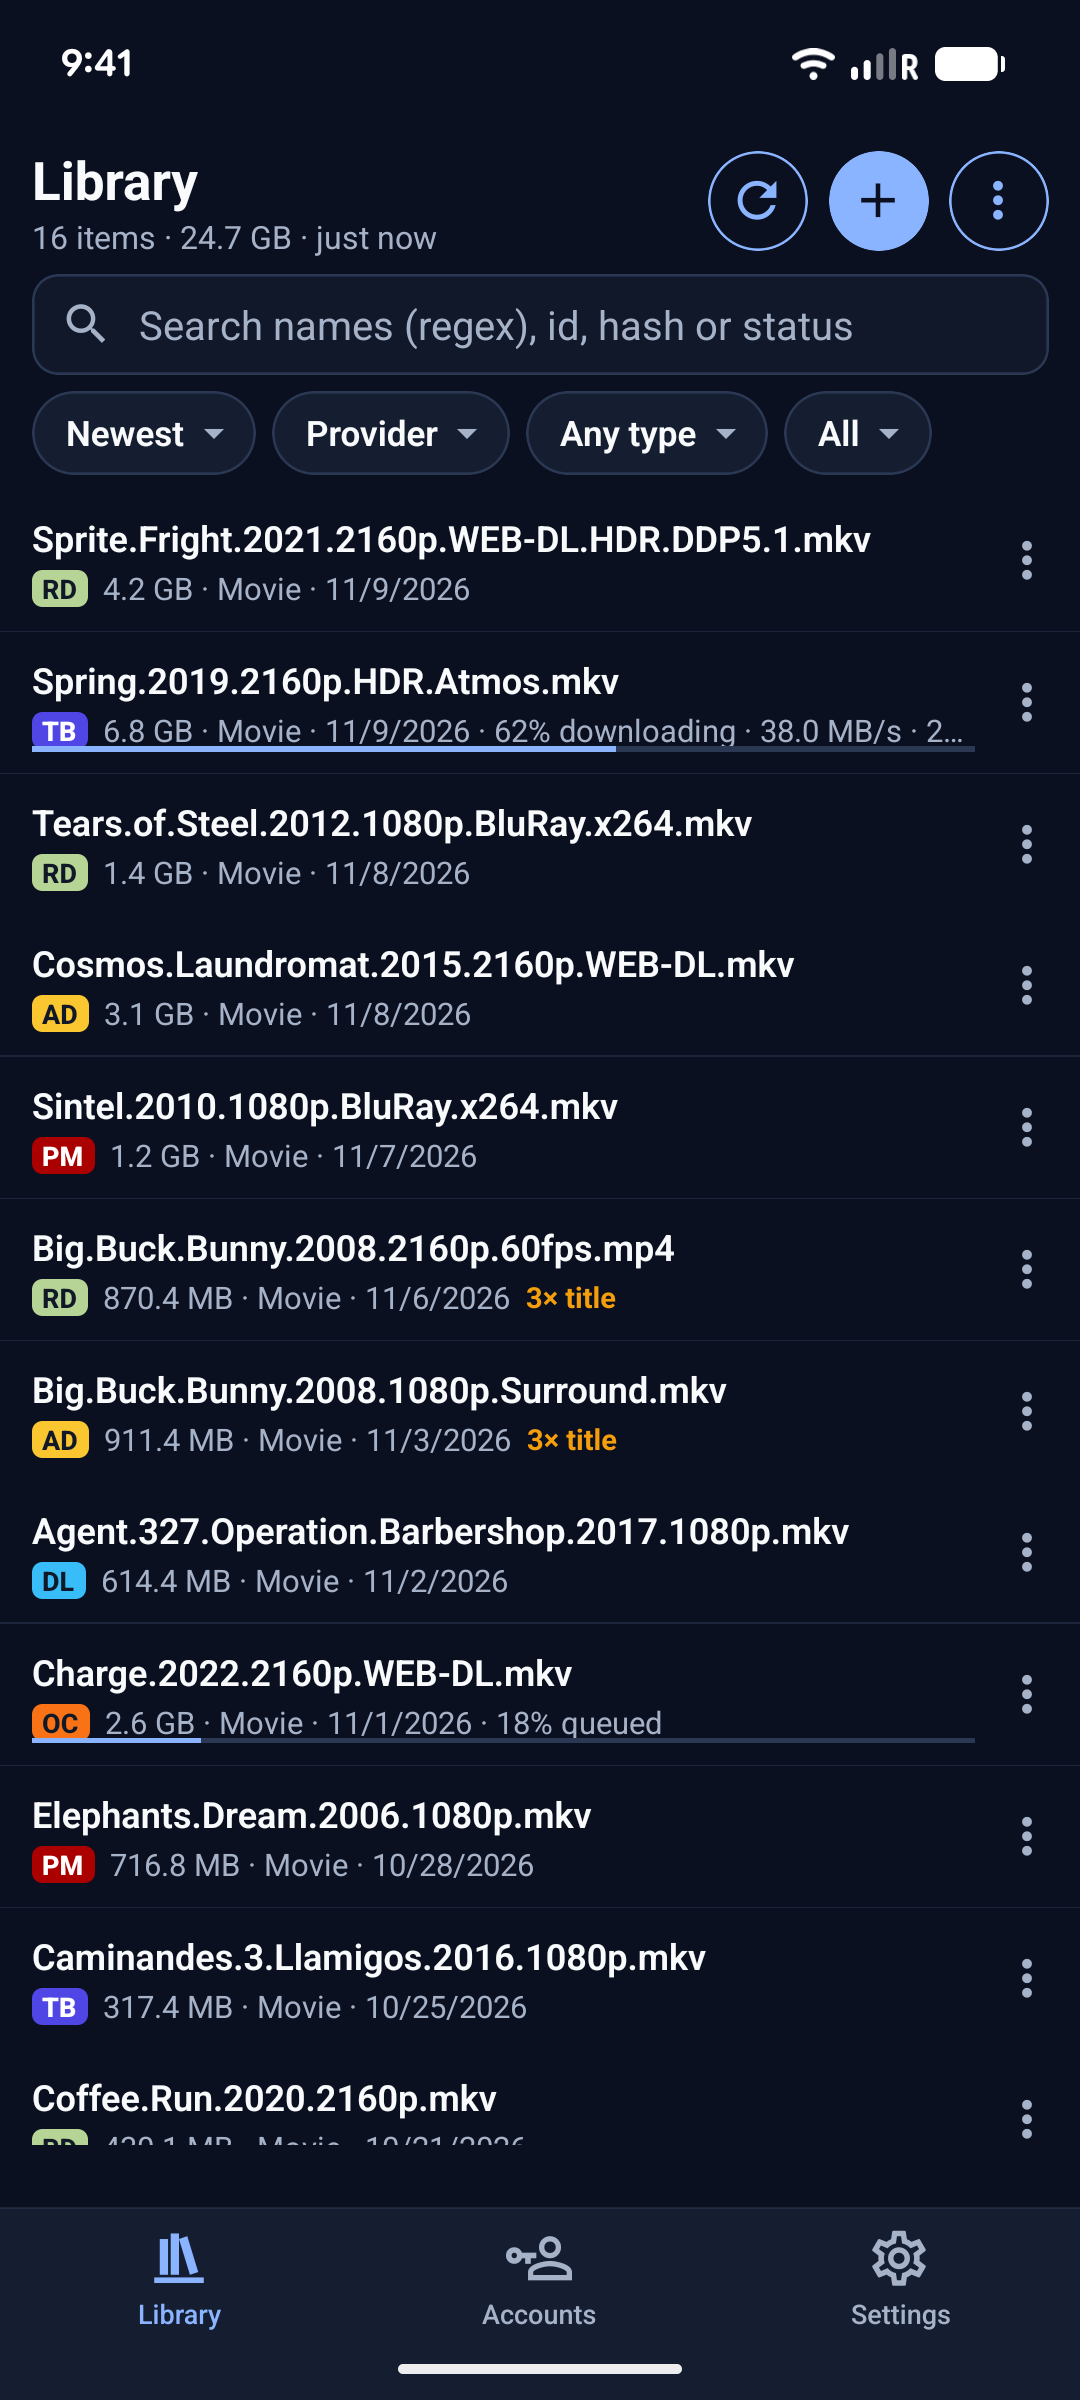 9:41
R
Library
16 items · 24.7 GB · just now
Search names (regex), id, hash or status
Newest Provider Any type All
Sprite.Fright.2021.2160p.WEB-DL.HDR.DDP5.1.mkv
RD 4.2 GB · Movie · 11/9/2026
Spring.2019.2160p.HDR.Atmos.mkv
TB 6.8 GB · Movie · 11/9/2026 · 62% downloading · 38.0 MB/s · 2…
Tears.of.Steel.2012.1080p.BluRay.x264.mkv
RD 1.4 GB · Movie · 11/8/2026
Cosmos.Laundromat.2015.2160p.WEB-DL.mkv
AD 3.1 GB · Movie · 11/8/2026
Sintel.2010.1080p.BluRay.x264.mkv
PM 1.2 GB · Movie · 11/7/2026
Big.Buck.Bunny.2008.2160p.60fps.mp4
RD 870.4 MB · Movie · 11/6/2026 3× title
Big.Buck.Bunny.2008.1080p.Surround.mkv
AD 911.4 MB · Movie · 11/3/2026 3× title
Agent.327.Operation.Barbershop.2017.1080p.mkv
DL 614.4 MB · Movie · 11/2/2026
Charge.2022.2160p.WEB-DL.mkv
OC 2.6 GB · Movie · 11/1/2026 · 18% queued
Elephants.Dream.2006.1080p.mkv
PM 716.8 MB · Movie · 10/28/2026
Caminandes.3.Llamigos.2016.1080p.mkv
TB 317.4 MB · Movie · 10/25/2026
Coffee.Run.2020.2160p.mkv
RD MB · Movie ·
Library Accounts Settings